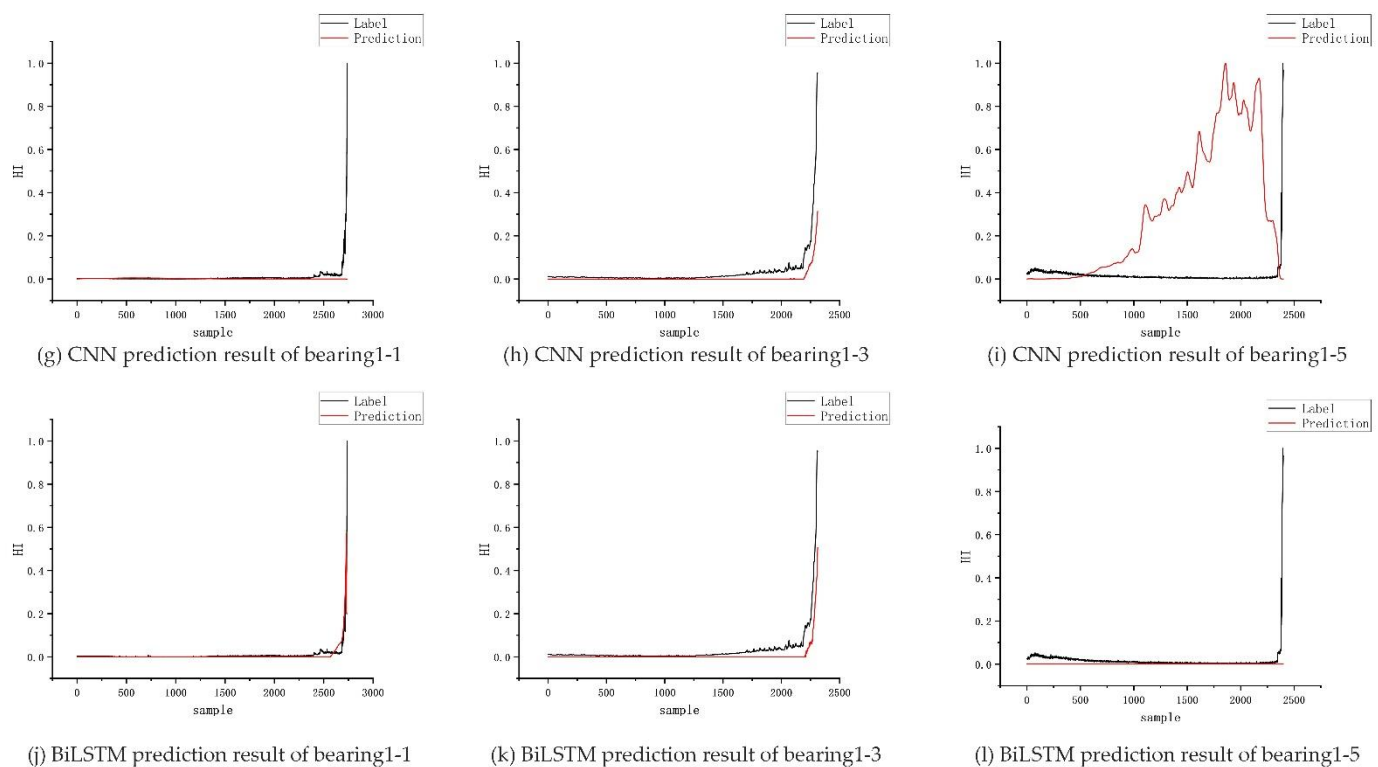 Label
Prediction
1.0
0.8
0.6
0.4
0.2
0.0
HI
0
500
1000
1500
2000
2500
3000
sample
(g) CNN prediction result of bearing1-1
Label
Prediction
1.0
0.8
0.6
0.4
0.2
0.0
HI
0
500
1000
1500
2000
2500
sample
(h) CNN prediction result of bearing1-3
Label
Prediction
1.0
0.8
0.6
0.4
0.2
0.0
HI
0
500
1000
1500
2000
2500
sample
(i) CNN prediction result of bearing1-5
Label
Prediction
1.0
0.8
0.6
0.4
0.2
0.0
HI
0
500
1000
1500
2000
2500
3000
sample
(j) BiLSTM prediction result of bearing1-1
Label
Prediction
1.0
0.8
0.6
0.4
0.2
0.0
HI
0
500
1000
1500
2000
2500
sample
(k) BiLSTM prediction result of bearing1-3
Label
Prediction
1.0
0.8
0.6
0.4
0.2
0.0
HI
0
500
1000
1500
2000
2500
sample
(l) BiLSTM prediction result of bearing1-5